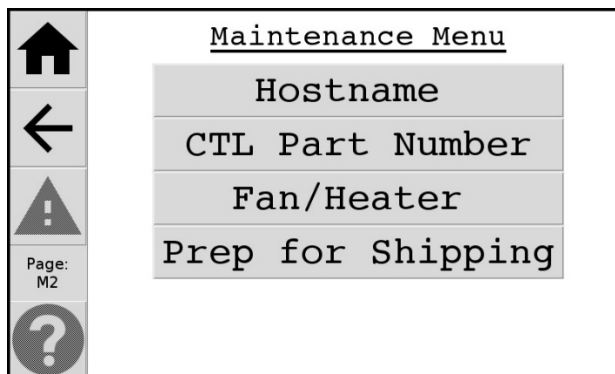 Maintenance Menu
Hostname
CTL Part Number
Fan/Heater
Prep for Shipping
Page:
M2